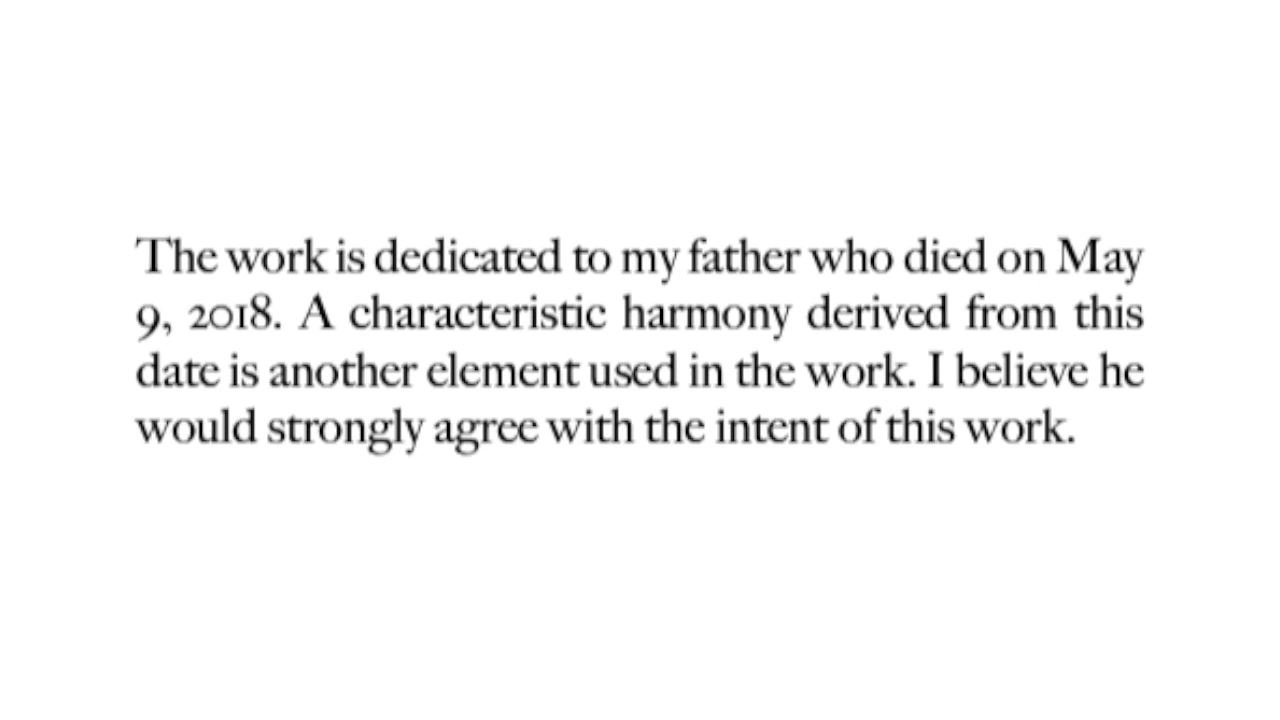 The work is dedicated to my father who died on May
9, 2018. A characteristic harmony derived from this
date is another element used in the work. I believe he
would strongly agree with the intent of this work.